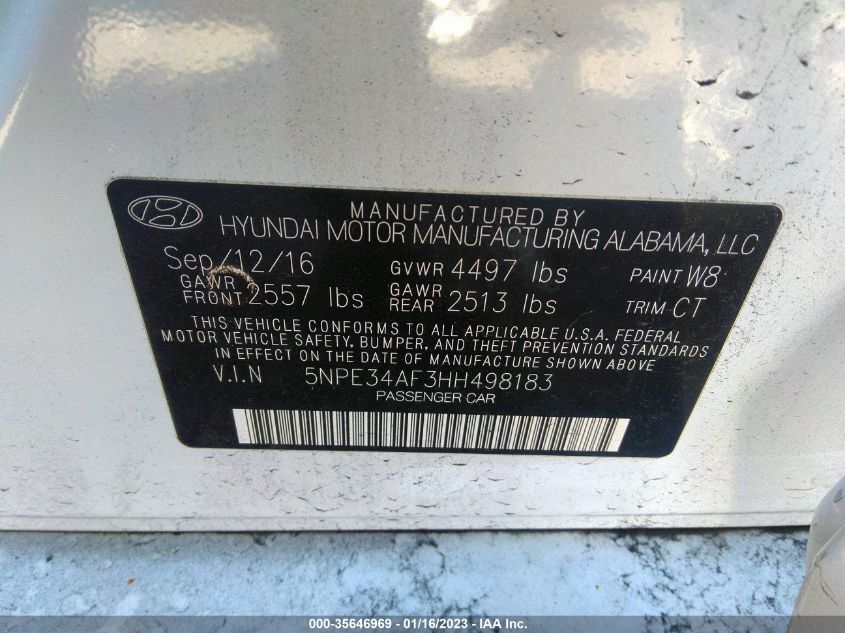 MANUFACTURED BY
HYUNDAI MOTOR MANUFACTURING ALABAMA, LLC
Sep/12/16 GVWR 4497 lbs PAINT W8
GAWR FRONT 2557 lbs GAWR REAR 2513 lbs TRIM CT
THIS VEHICLE CONFORMS TO ALL APPLICABLE U.S.A. FEDERAL
MOTOR VEHICLE SAFETY, BUMPER, AND THEFT PREVENTION STANDARDS
IN EFFECT ON THE DATE OF MANUFACTURE SHOWN ABOVE
V.I.N 5NPE34AF3HH498183
PASSENGER CAR
000-35646969 - 01/16/2023 - IAA Inc.